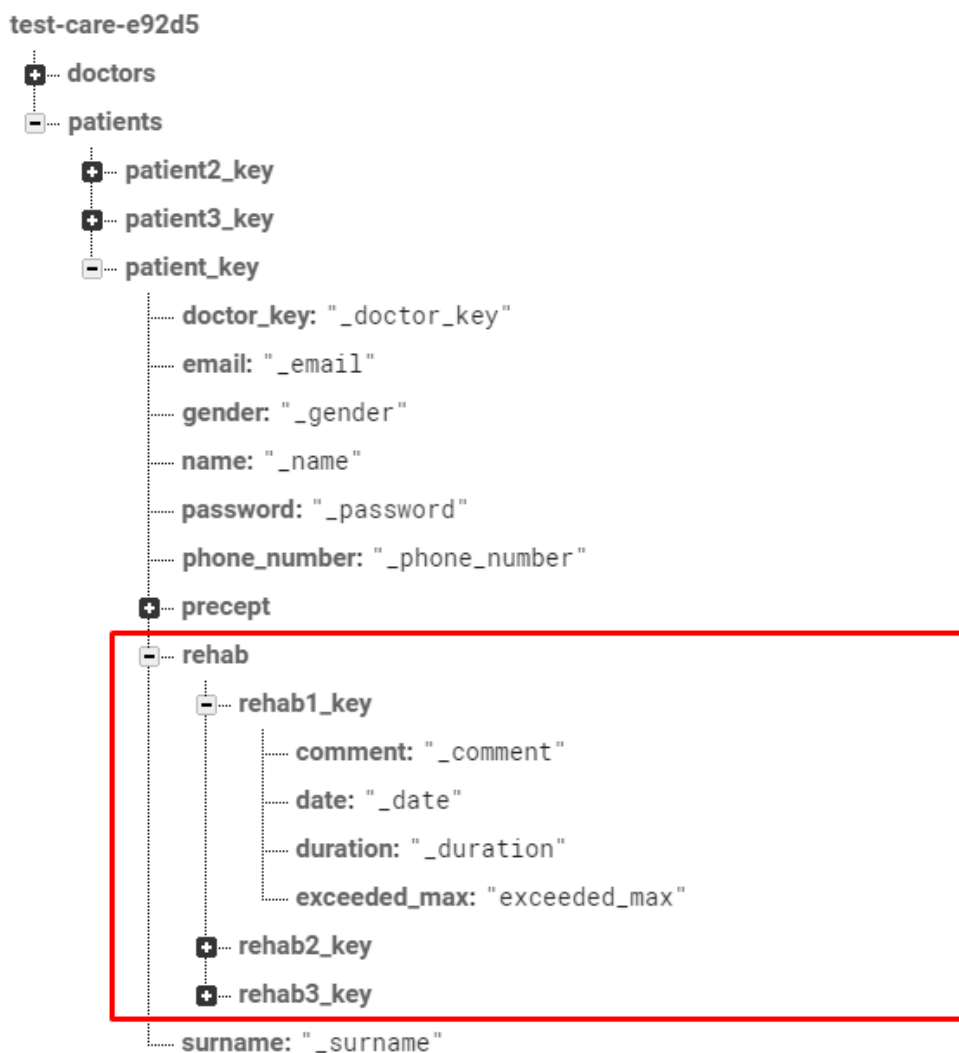 test-care-e92d5
doctors
patients
patient2_key
patient3_key
patient_key
doctor_key: "_doctor_key"
email: "_email"
gender: "_gender"
name: "_name"
password: "_password"
phone_number: "_phone_number"
precept
rehab
rehab1_key
comment: "_comment"
date: "_date"
duration: "_duration"
exceeded_max: "exceeded_max"
rehab2_key
rehab3_key
surname: "_surname"